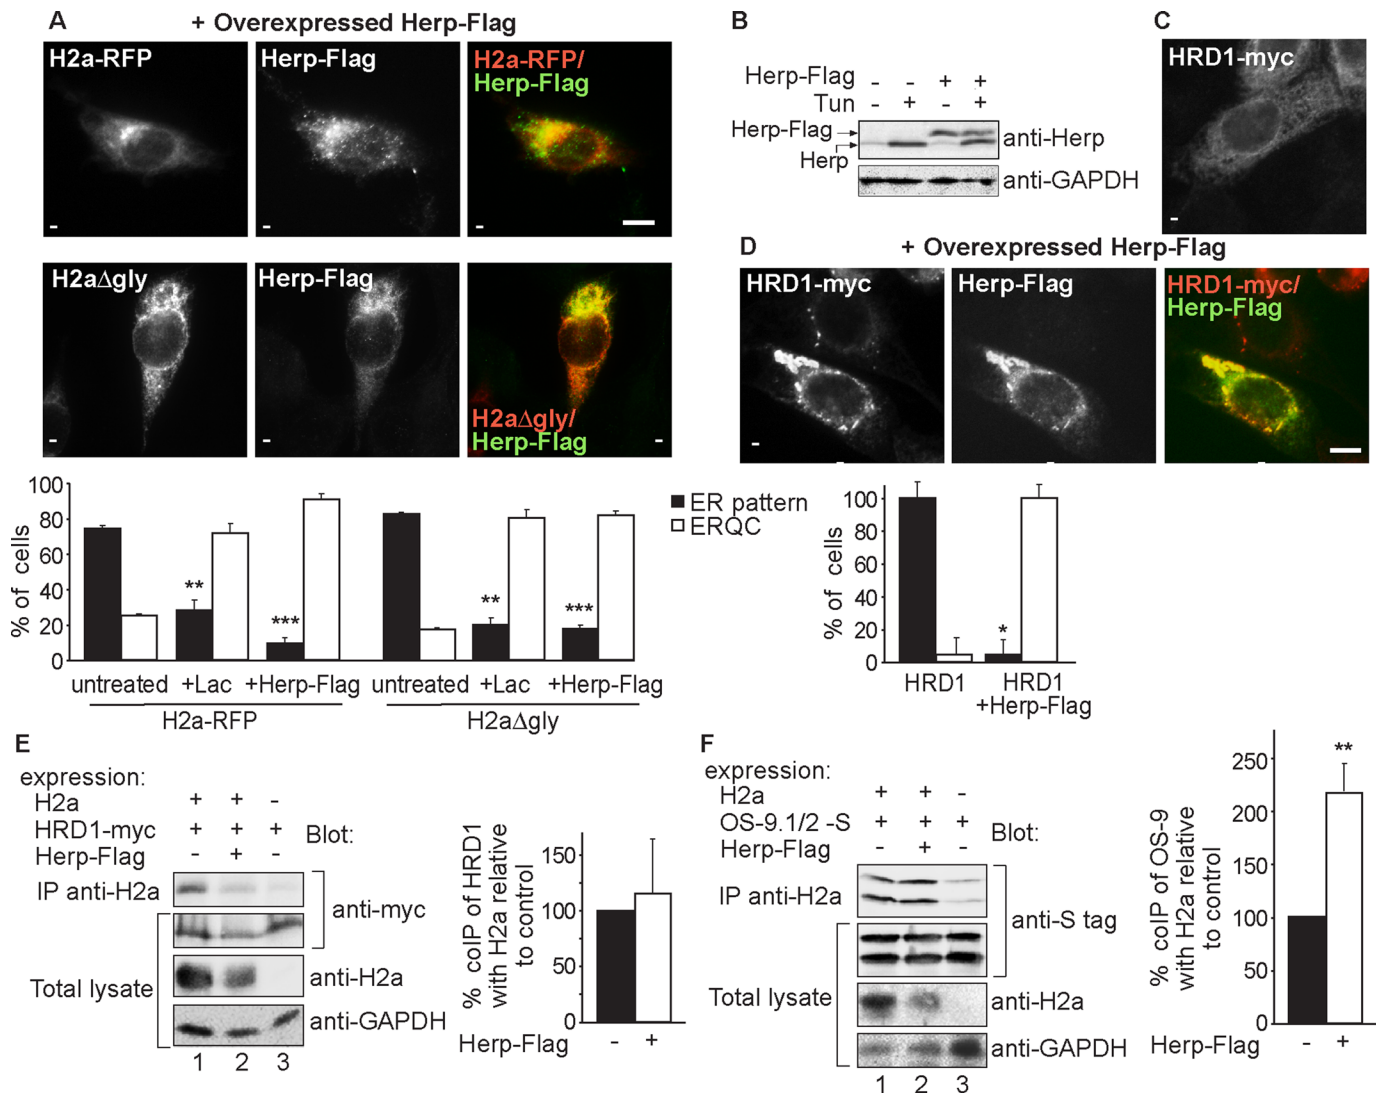 A
+ Overexpressed Herp-Flag
H2a-RFP
Herp-Flag
H2a-RFP/
Herp-Flag
H2aΔgly
Herp-Flag
H2aΔgly/
Herp-Flag
% of cells
100
80
60
40
20
0
**
***
**
***
untreated
+Lac
+Herp-Flag
untreated
+Lac
+Herp-Flag
H2a-RFP
H2aΔgly
ER pattern
ERQC
B
Herp-Flag - - + +
Tun - + - +
Herp-Flag
Herp
anti-Herp
anti-GAPDH
C
HRD1-myc
D
+ Overexpressed Herp-Flag
HRD1-myc
Herp-Flag
HRD1-myc/
Herp-Flag
% of cells
100
80
60
40
20
0
*
HRD1
HRD1
+Herp-Flag
E
expression:
H2a + + -
HRD1-myc + + +
Herp-Flag - + -
Blot:
IP anti-H2a
anti-myc
Total lysate
anti-H2a
anti-GAPDH
1 2 3
% coIP of HRD1
with H2a relative
to control
150
100
50
0
Herp-Flag - +
F
expression:
H2a + + -
OS-9.1/2 -S + + +
Herp-Flag - + -
Blot:
IP anti-H2a
anti-S tag
Total lysate
anti-H2a
anti-GAPDH
1 2 3
% coIP of OS-9
with H2a relative
to control
250
200
150
100
50
0
**
Herp-Flag - +